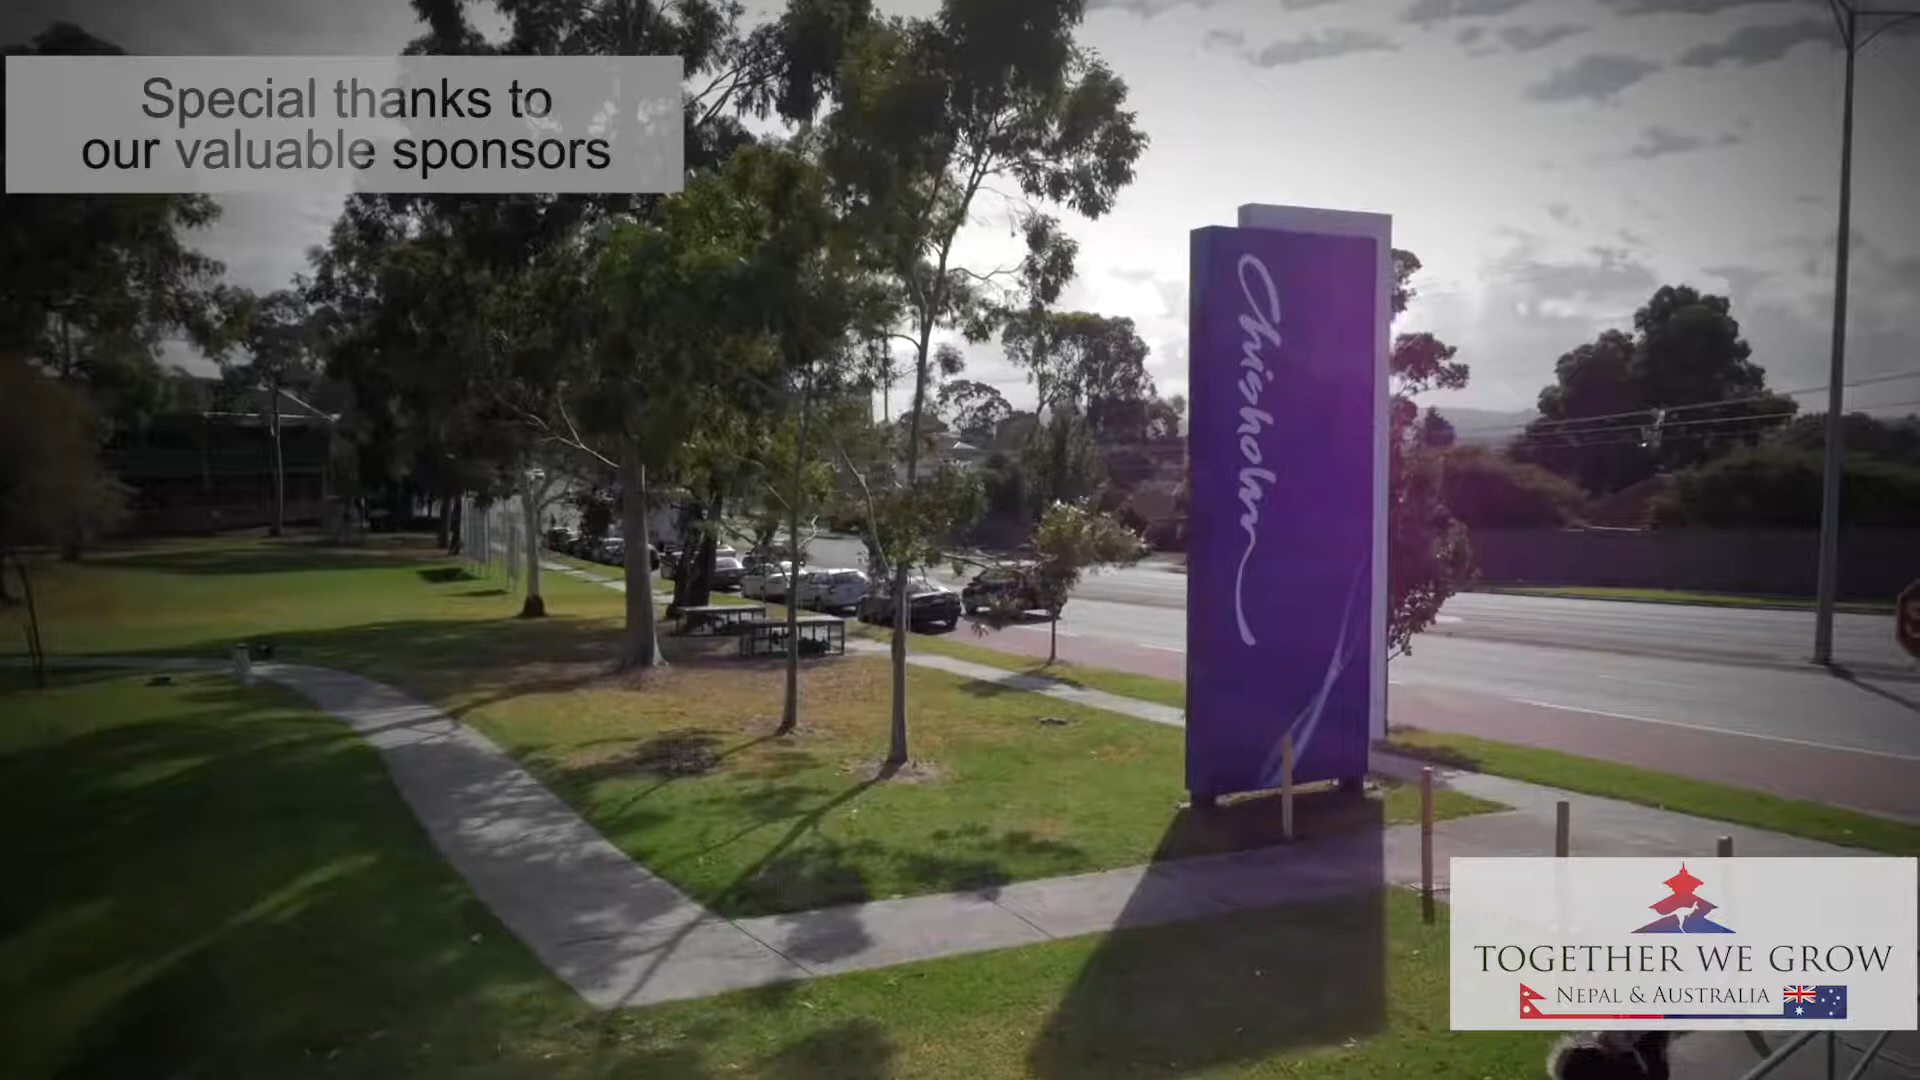 Special thanks to
our valuable sponsors
Chisholm
TOGETHER WE GROW
NEPAL & AUSTRALIA